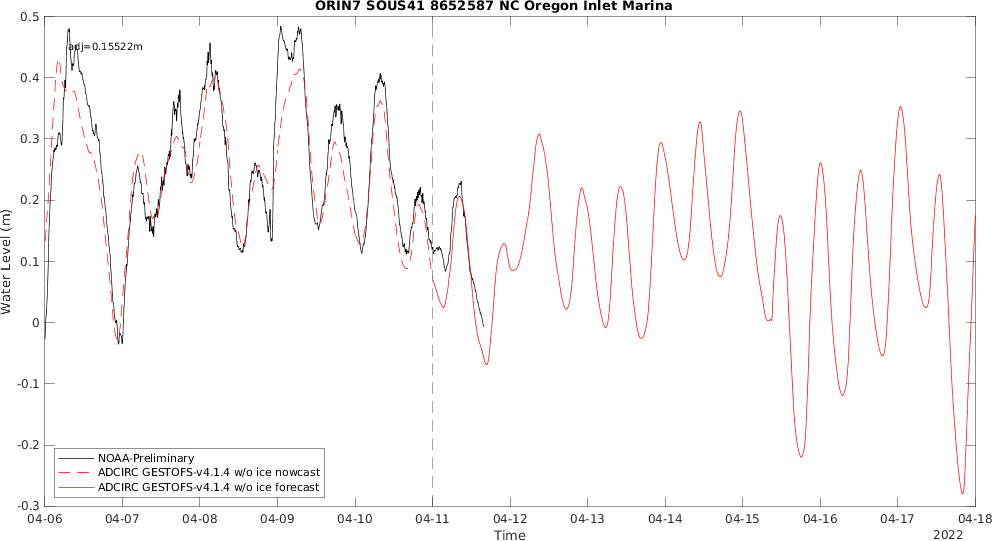 ORIN7 SOUS41 8652587 NC Oregon Inlet Marina
adj=0.15522m
0.5
0.4
0.3
0.2
0.1
0
-0.1
-0.2
-0.3
Water Level (m)
NOAA-Preliminary
ADCIRC GESTOFS-v4.1.4 w/o ice nowcast
ADCIRC GESTOFS-v4.1.4 w/o ice forecast
04-06 04-07 04-08 04-09 04-10 04-11 04-12 04-13 04-14 04-15 04-16 04-17 04-18
Time
2022